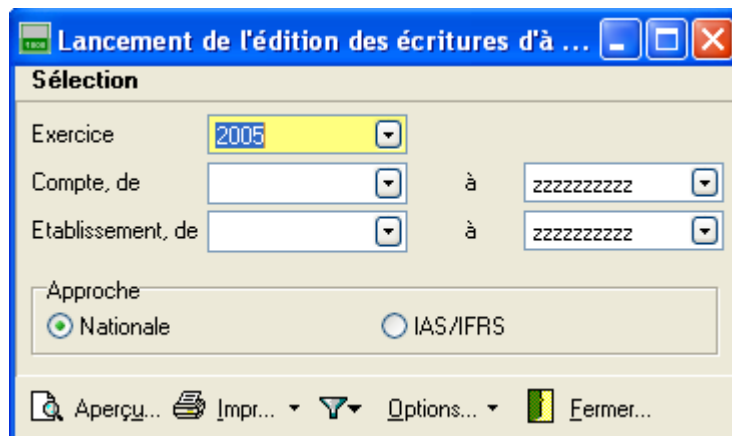 Lancement de l'édition des écritures d'à ...
Sélection
Exercice 2005
Compte, de à zzzzzzzzzz
Etablissement, de à zzzzzzzzzz
Approche
Nationale IAS/IFRS
Aperçu... Impr... Options... Fermer...